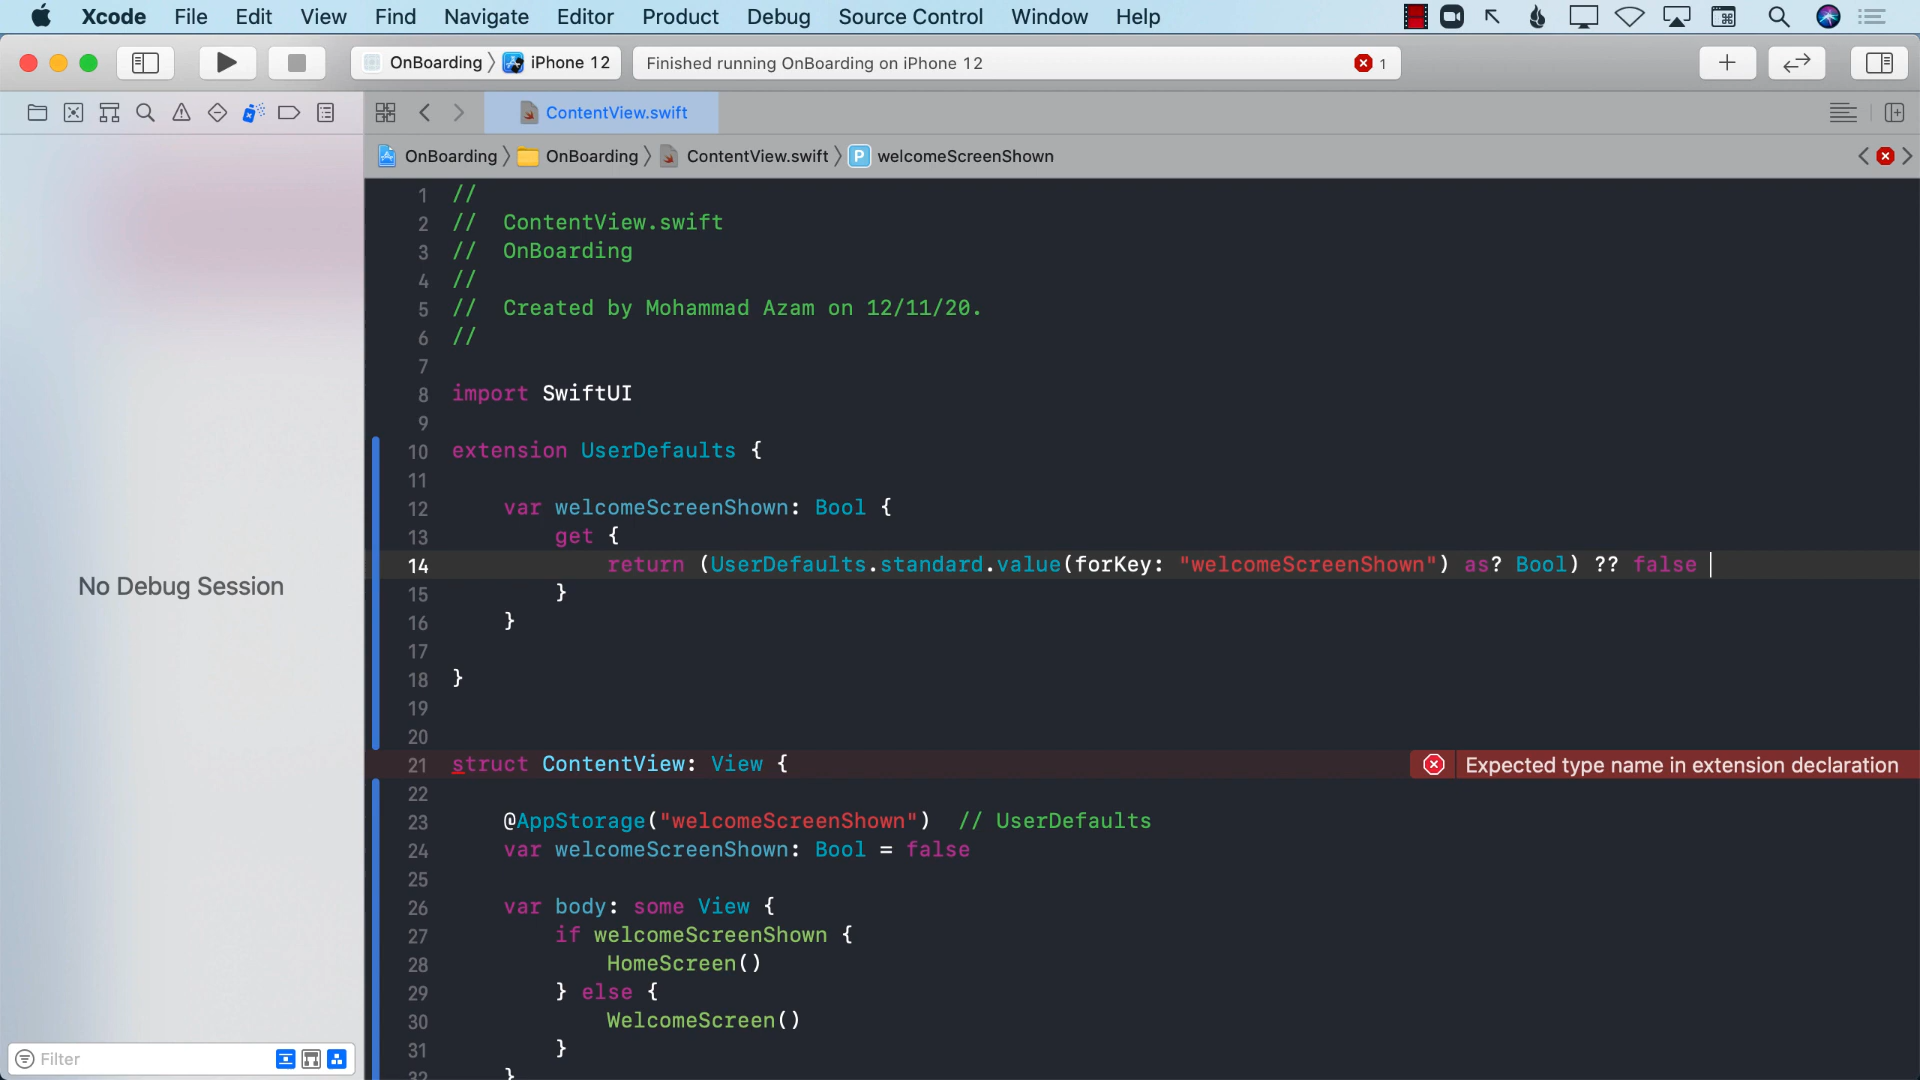 Xcode File Edit View Find Navigate Editor Product Debug Source Control Window Help
OnBoarding 〉 iPhone 12 Finished running OnBoarding on iPhone 12 1
ContentView.swift
OnBoarding 〉 OnBoarding 〉 ContentView.swift 〉 P welcomeScreenShown
1 //
2 //  ContentView.swift
3 //  OnBoarding
4 //
5 //  Created by Mohammad Azam on 12/11/20.
6 //
7
8 import SwiftUI
9
10 extension UserDefaults {
11
12     var welcomeScreenShown: Bool {
13         get {
14             return (UserDefaults.standard.value(forKey: "welcomeScreenShown") as? Bool) ?? false
15         }
16     }
17
18 }
19
20
21 struct ContentView: View { Expected type name in extension declaration
22
23     @AppStorage("welcomeScreenShown")  // UserDefaults
24     var welcomeScreenShown: Bool = false
25
26     var body: some View {
27         if welcomeScreenShown {
28             HomeScreen()
29         } else {
30             WelcomeScreen()
31         }
32     }
No Debug Session
Filter